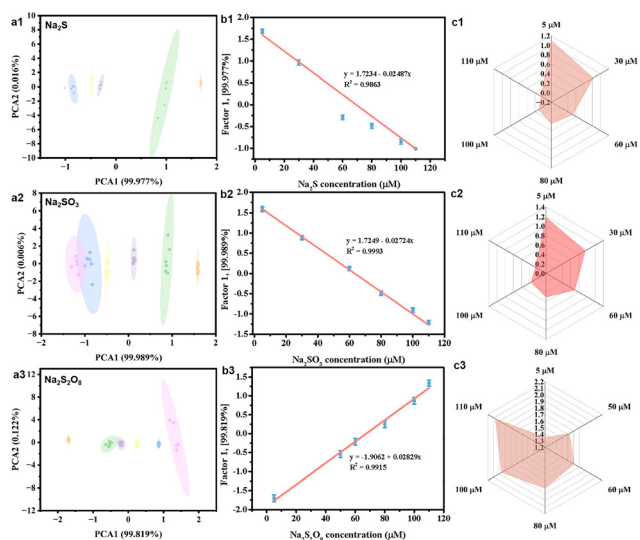 a1
Na₂S
PCA2 (0.016%)
10
8
6
4
2
0
-2
-4
-6
-8
-10
-1
0
1
2
PCA1 (99.977%)
b1
Factor 1, [99.977%]
1.5
1.0
0.5
0.0
-0.5
-1.0
y = 1.7234 - 0.02487x
R² = 0.9863
0 20 40 60 80 100 120
Na₂S concentration (μM)
c1
5 μM
1.2
1.0
0.8
0.6
0.4
0.2
0.0
-0.2
110 μM
30 μM
100 μM
60 μM
80 μM
a2
Na₂SO₃
PCA2 (0.006%)
8
6
4
2
0
-2
-4
-6
-8
-2 -1 0 1 2
PCA1 (99.989%)
b2
Factor 1, [99.989%]
2.0
1.5
1.0
0.5
0.0
-0.5
-1.0
-1.5
y = 1.7249 - 0.02724x
R² = 0.9993
0 20 40 60 80 100 120
Na₂SO₃ concentration (μM)
c2
5 μM
1.4
1.2
1.0
0.8
0.6
0.4
0.2
0.0
110 μM
30 μM
100 μM
60 μM
80 μM
a3
Na₂S₂O₈
PCA2 (0.122%)
12
8
4
0
-4
-8
-12
-2 -1 0 1 2
PCA1 (99.819%)
b3
Factor 1, [99.819%]
1.5
1.0
0.5
0.0
-0.5
-1.0
-1.5
-2.0
y = -1.9062 + 0.02829x
R² = 0.9915
0 20 40 60 80 100 120
Na₂S₂O₈ concentration (μM)
c3
5 μM
2.2
2.1
2.0
1.9
1.8
1.7
1.6
1.5
1.4
1.3
1.2
110 μM
50 μM
100 μM
60 μM
80 μM